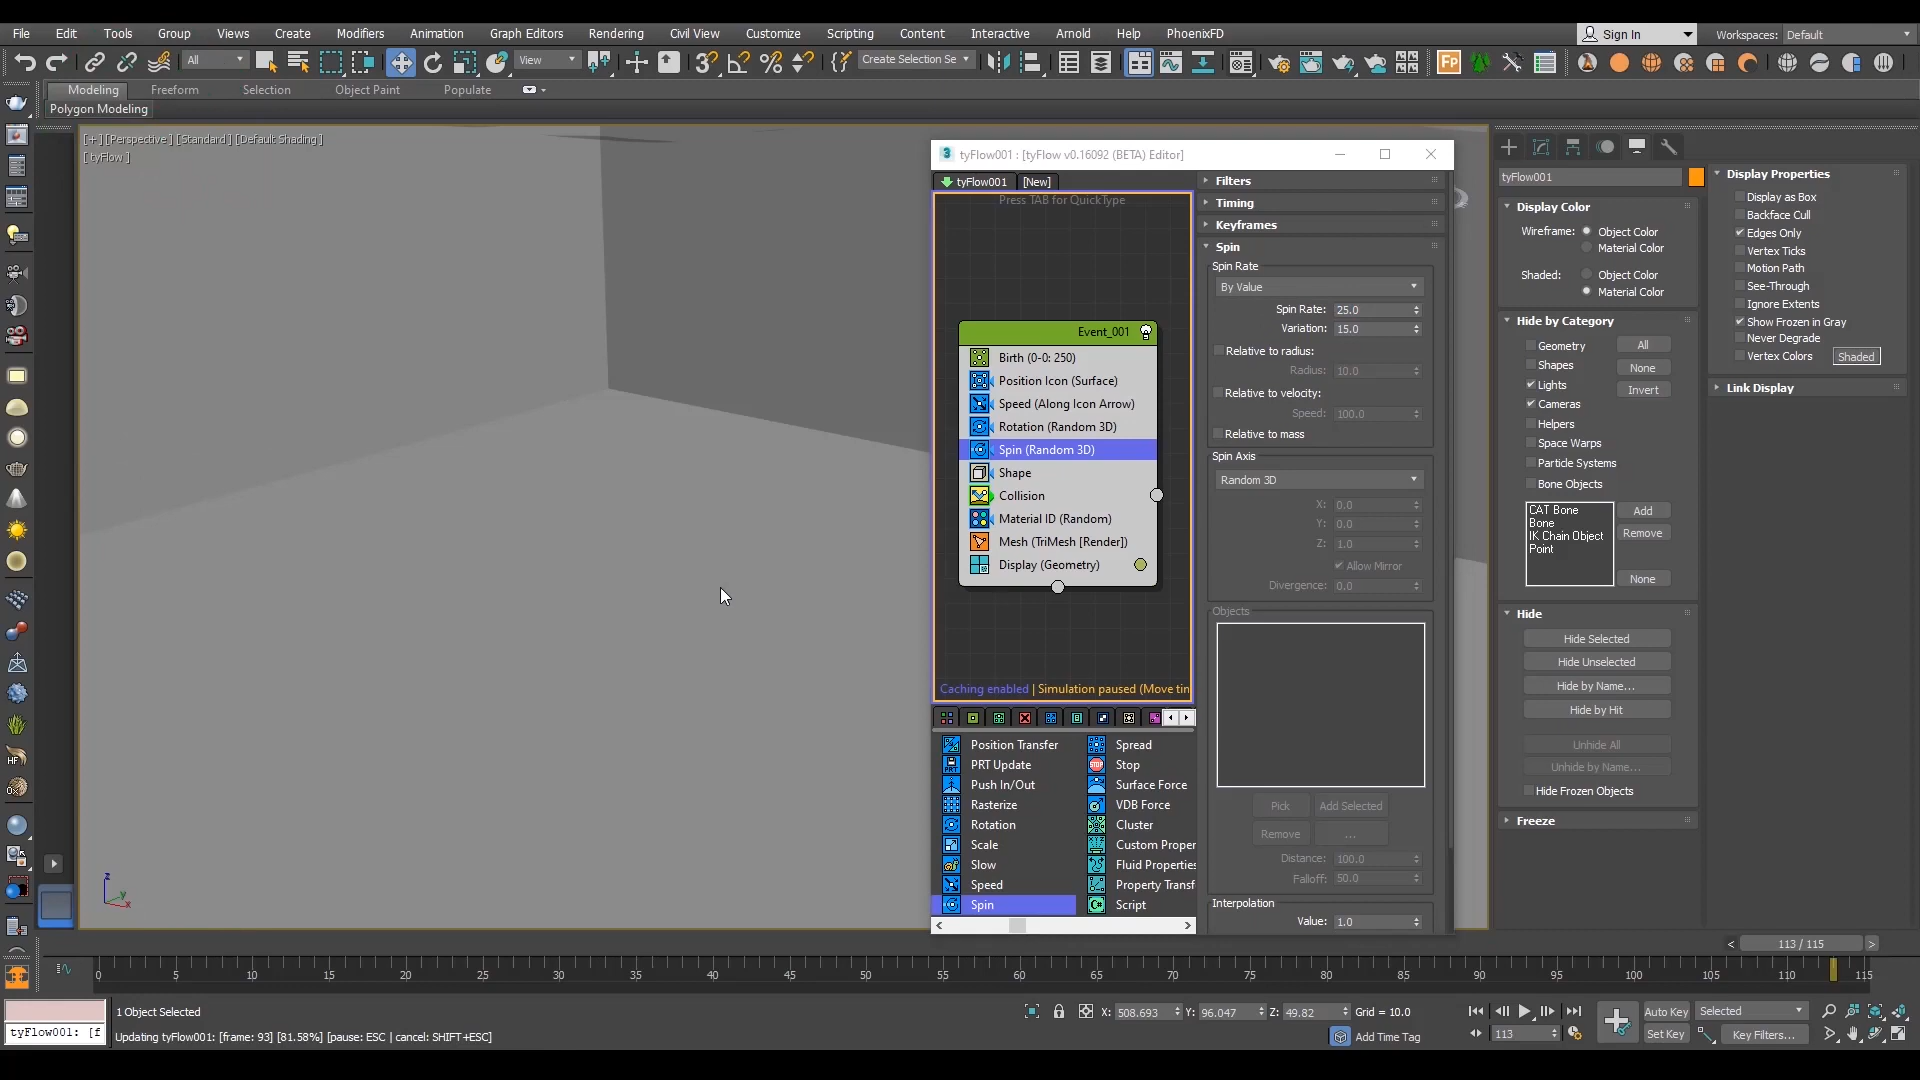 File Edit Tools Group Views Create Modifiers Animation Graph Editors Rendering Civil View Customize Scripting Content Interactive Arnold Help PhoenixFD Sign In Workspaces: Default
All View Create Selection Se Fp
Modeling Freeform Selection Object Paint Populate
Polygon Modeling
[+] [Perspective] [Standard] [Default Shading]
[ tyFlow ]
3 tyFlow001 : [tyFlow v0.16092 (BETA) Editor]
tyFlow001 [New]
Press TAB for QuickType
Event_001
Birth (0-0: 250)
Position Icon (Surface)
Speed (Along Icon Arrow)
Rotation (Random 3D)
Spin (Random 3D)
Shape
Collision
Material ID (Random)
Mesh (TriMesh [Render])
Display (Geometry)
Caching enabled | Simulation paused (Move tin
Position Transfer
PRT Update
Push In/Out
Rasterize
Rotation
Scale
Slow
Speed
Spin
Spread
Stop
Surface Force
VDB Force
Cluster
Custom Proper
Fluid Properties
Property Transf
Script
Filters
Timing
Keyframes
Spin
Spin Rate
By Value
Spin Rate: 25.0
Variation: 15.0
Relative to radius:
Radius: 10.0
Relative to velocity:
Speed: 100.0
Relative to mass
Spin Axis
Random 3D
X: 0.0
Y: 0.0
Z: 1.0
Allow Mirror
Divergence: 0.0
Objects
Pick Add Selected
Remove ...
Distance: 100.0
Falloff: 50.0
Interpolation
Value: 1.0
tyFlow001
Display Color
Wireframe: Object Color
Material Color
Shaded: Object Color
Material Color
Hide by Category
Geometry All
Shapes None
Lights Invert
Cameras
Helpers
Space Warps
Particle Systems
Bone Objects
CAT Bone Add
Bone
IK Chain Object Remove
Point
None
Hide
Hide Selected
Hide Unselected
Hide by Name...
Hide by Hit
Unhide All
Unhide by Name...
Hide Frozen Objects
Freeze
Display Properties
Display as Box
Backface Cull
Edges Only
Vertex Ticks
Motion Path
See-Through
Ignore Extents
Show Frozen in Gray
Never Degrade
Vertex Colors Shaded
Link Display
z y x
< 113 / 115 >
0 5 10 15 20 25 30 35 40 45 50 55 60 65 70 75 80 85 90 95 100 105 110 115
1 Object Selected
X: 508.693 Y: 96.047 Z: 49.82 Grid = 10.0
Auto Key Selected
tyFlow001: [f Updating tyFlow001: [frame: 93] [81.58%] [pause: ESC | cancel: SHIFT+ESC]
Add Time Tag
113
Set Key Key Filters...